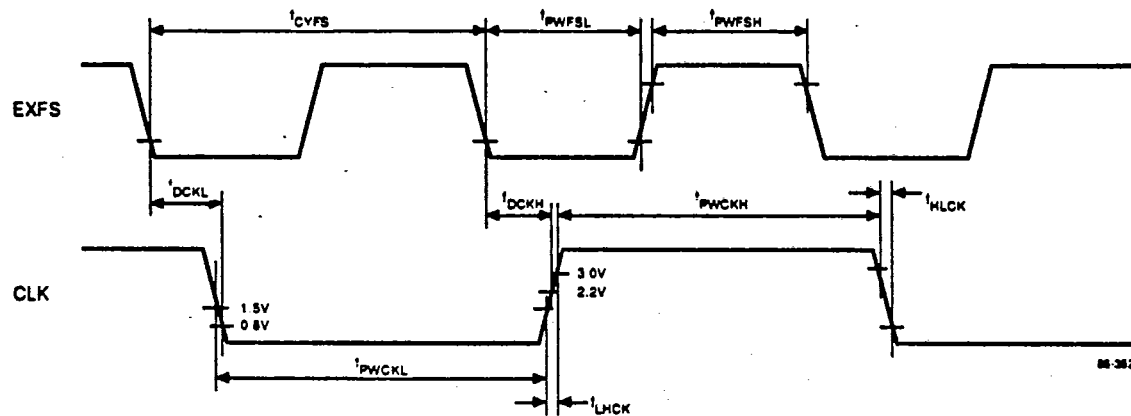 tCYFS
tPWFSL
tPWFSH
EXFS
tDCKL
tDCKH
tPWCKH
tHLCK
CLK
3.0V
2.2V
1.5V
0.8V
tPWCKL
tLHCK